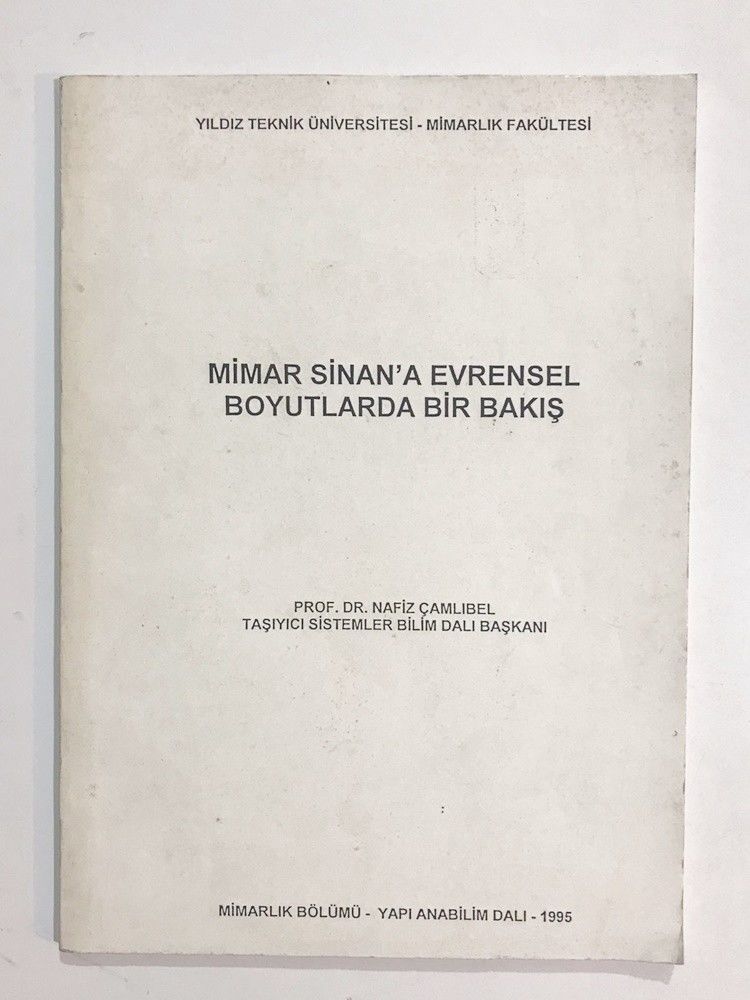 YILDIZ TEKNİK ÜNİVERSİTESİ - MİMARLIK FAKÜLTESİ
MİMAR SİNAN'A EVRENSEL
BOYUTLARDA BİR BAKIŞ
PROF. DR. NAFİZ ÇAMLIBEL
TAŞIYICI SİSTEMLER BİLİM DALI BAŞKANI
MİMARLIK BÖLÜMÜ - YAPI ANABİLİM DALI - 1995